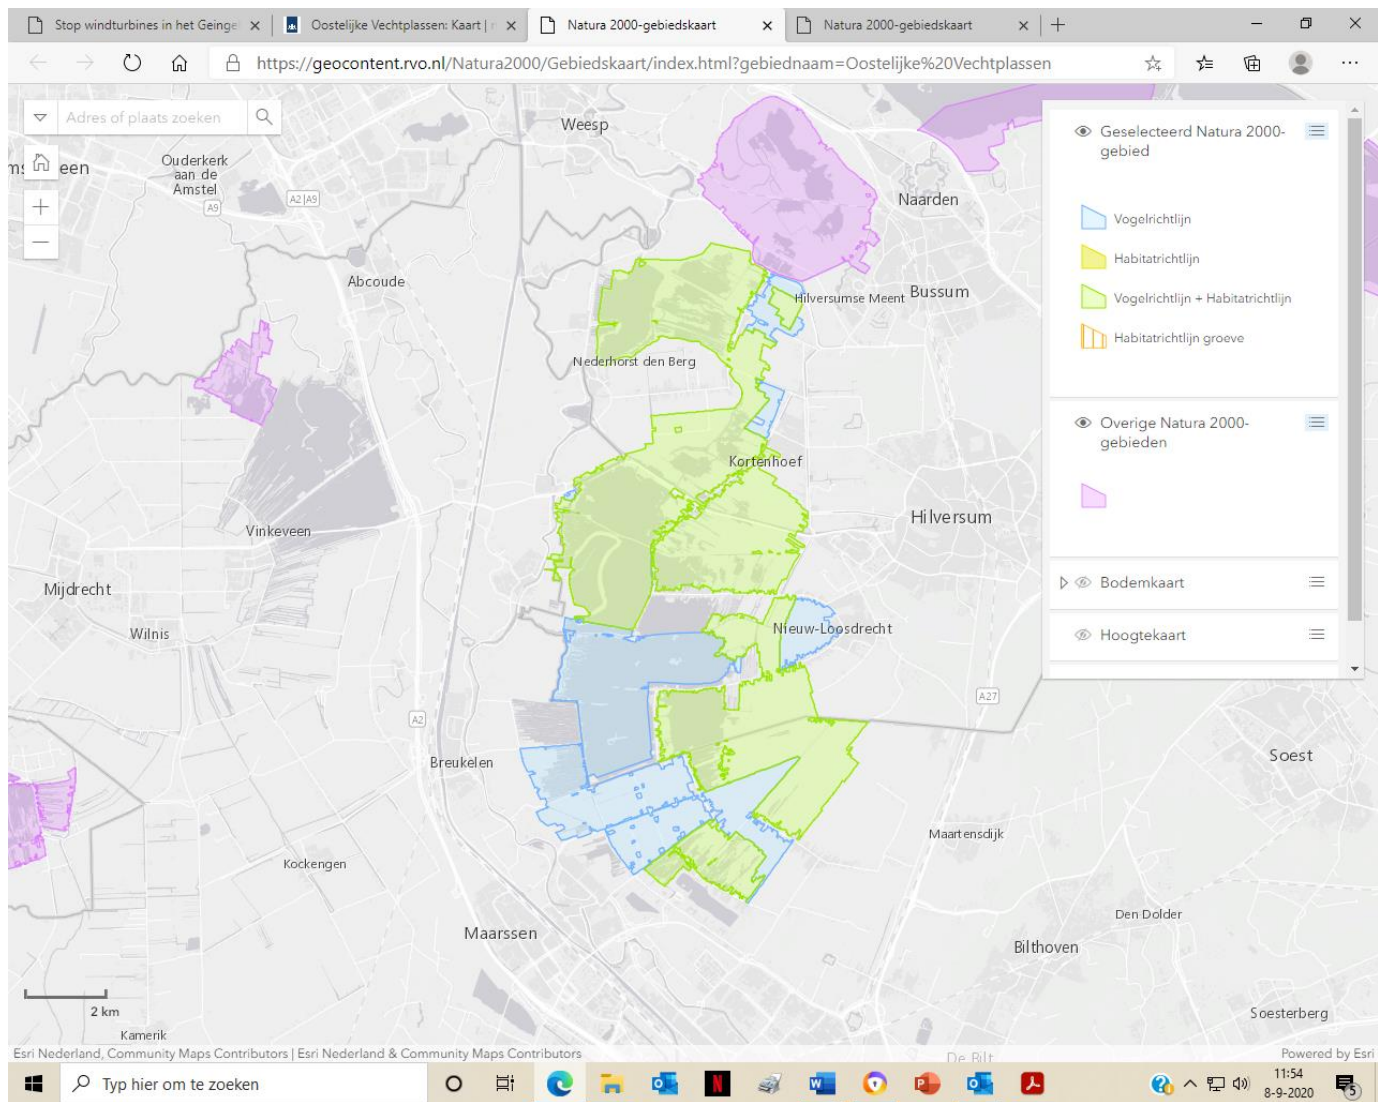 Stop windturbines in het Geinge
Oostelijke Vechtplassen: Kaart |
Natura 2000-gebiedskaart
Natura 2000-gebiedskaart
https://geocontent.rvo.nl/Natura2000/Gebiedskaart/index.html?gebiednaam=Oostelijke%20Vechtplassen
Adres of plaats zoeken
Weesp
Ouderkerk
aan de
Amstel
een
A9
A2|A9
Naarden
Abcoude
Hilversumse Meent
Bussum
Nederhorst den Berg
Kortenhoef
Hilversum
Vinkeveen
Mijdrecht
Wilnis
Nieuw-Loosdrecht
A27
A2
Breukelen
Soest
Maartensdijk
Kockengen
Den Dolder
Maarssen
Bilthoven
Soesterberg
Kamerik
De Bilt
2 km
Geselecteerd Natura 2000-
gebied
Vogelrichtlijn
Habitatrichtlijn
Vogelrichtlijn + Habitatrichtlijn
Habitatrichtlijn groeve
Overige Natura 2000-
gebieden
Bodemkaart
Hoogtekaart
Esri Nederland, Community Maps Contributors | Esri Nederland & Community Maps Contributors
Powered by Esri
Typ hier om te zoeken
11:54
8-9-2020
5